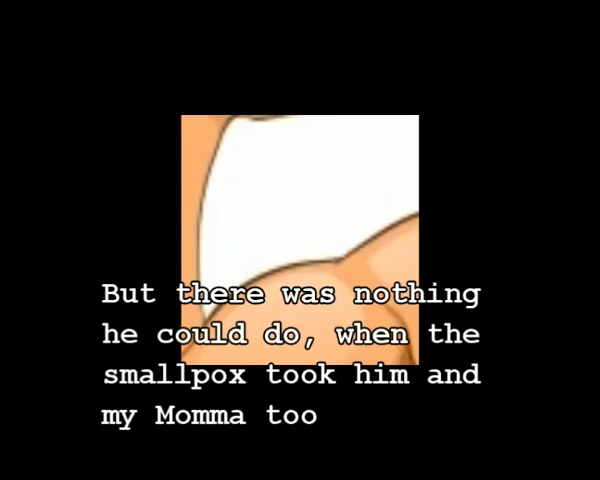 But there was nothing
he could do, when the
smallpox took him and
my Momma too